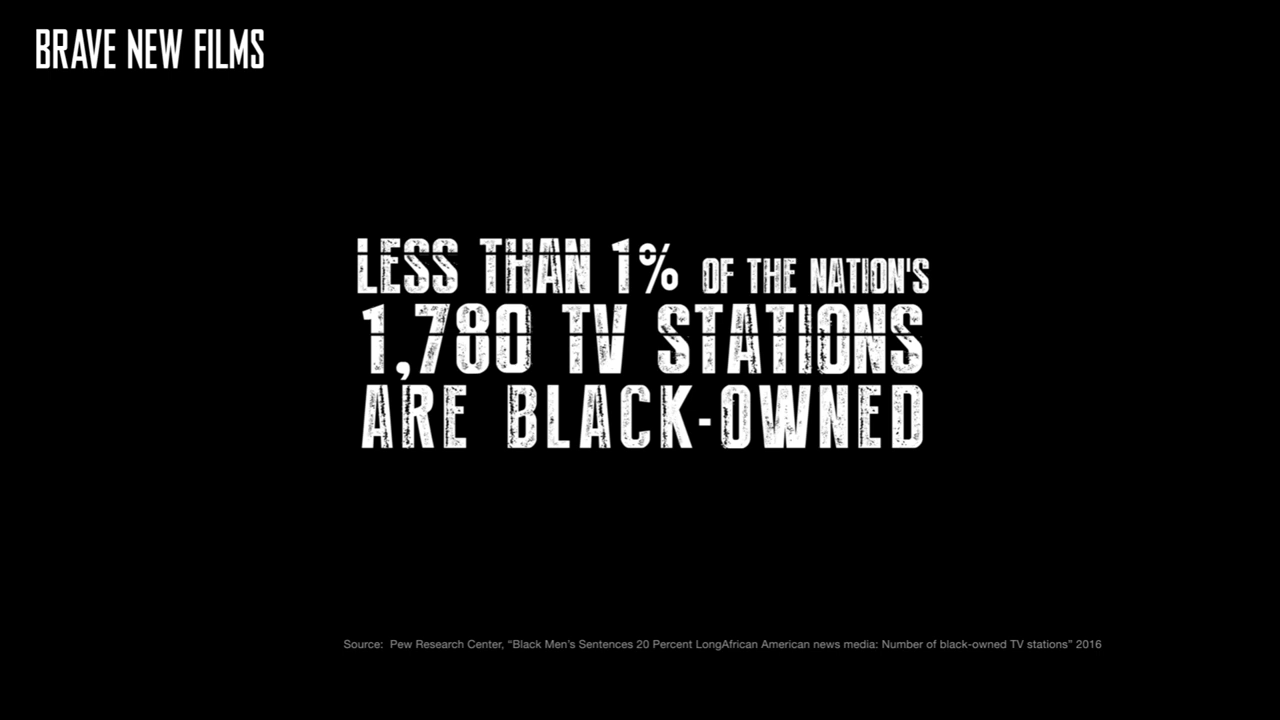 BRAVE NEW FILMS
LESS THAN 1% OF THE NATION'S
1,780 TV STATIONS
ARE BLACK-OWNED
Source:  Pew Research Center, “Black Men’s Sentences 20 Percent LongAfrican American news media: Number of black-owned TV stations” 2016